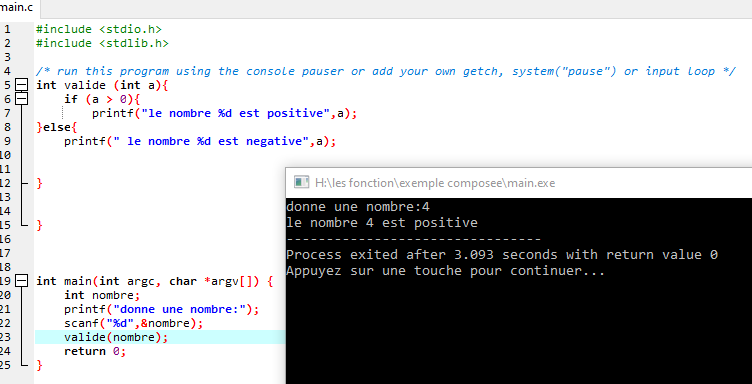 main.c
1 #include <stdio.h>
2 #include <stdlib.h>
3
4 /* run this program using the console pauser or add your own getch, system("pause") or input loop */
5 int valide (int a){
6 if (a > 0){
7 printf("le nombre %d est positive",a);
8 }else{
9 printf(" le nombre %d est negative",a);
10
11
12 }
13
14
15 }
16
17
18
19 int main(int argc, char *argv[]) {
20 int nombre;
21 printf("donne une nombre:");
22 scanf("%d",&nombre);
23 valide(nombre);
24 return 0;
25 }
H:\les fonction\exemple composee\main.exe
donne une nombre:4
le nombre 4 est positive
--------------------------------
Process exited after 3.093 seconds with return value 0
Appuyez sur une touche pour continuer...